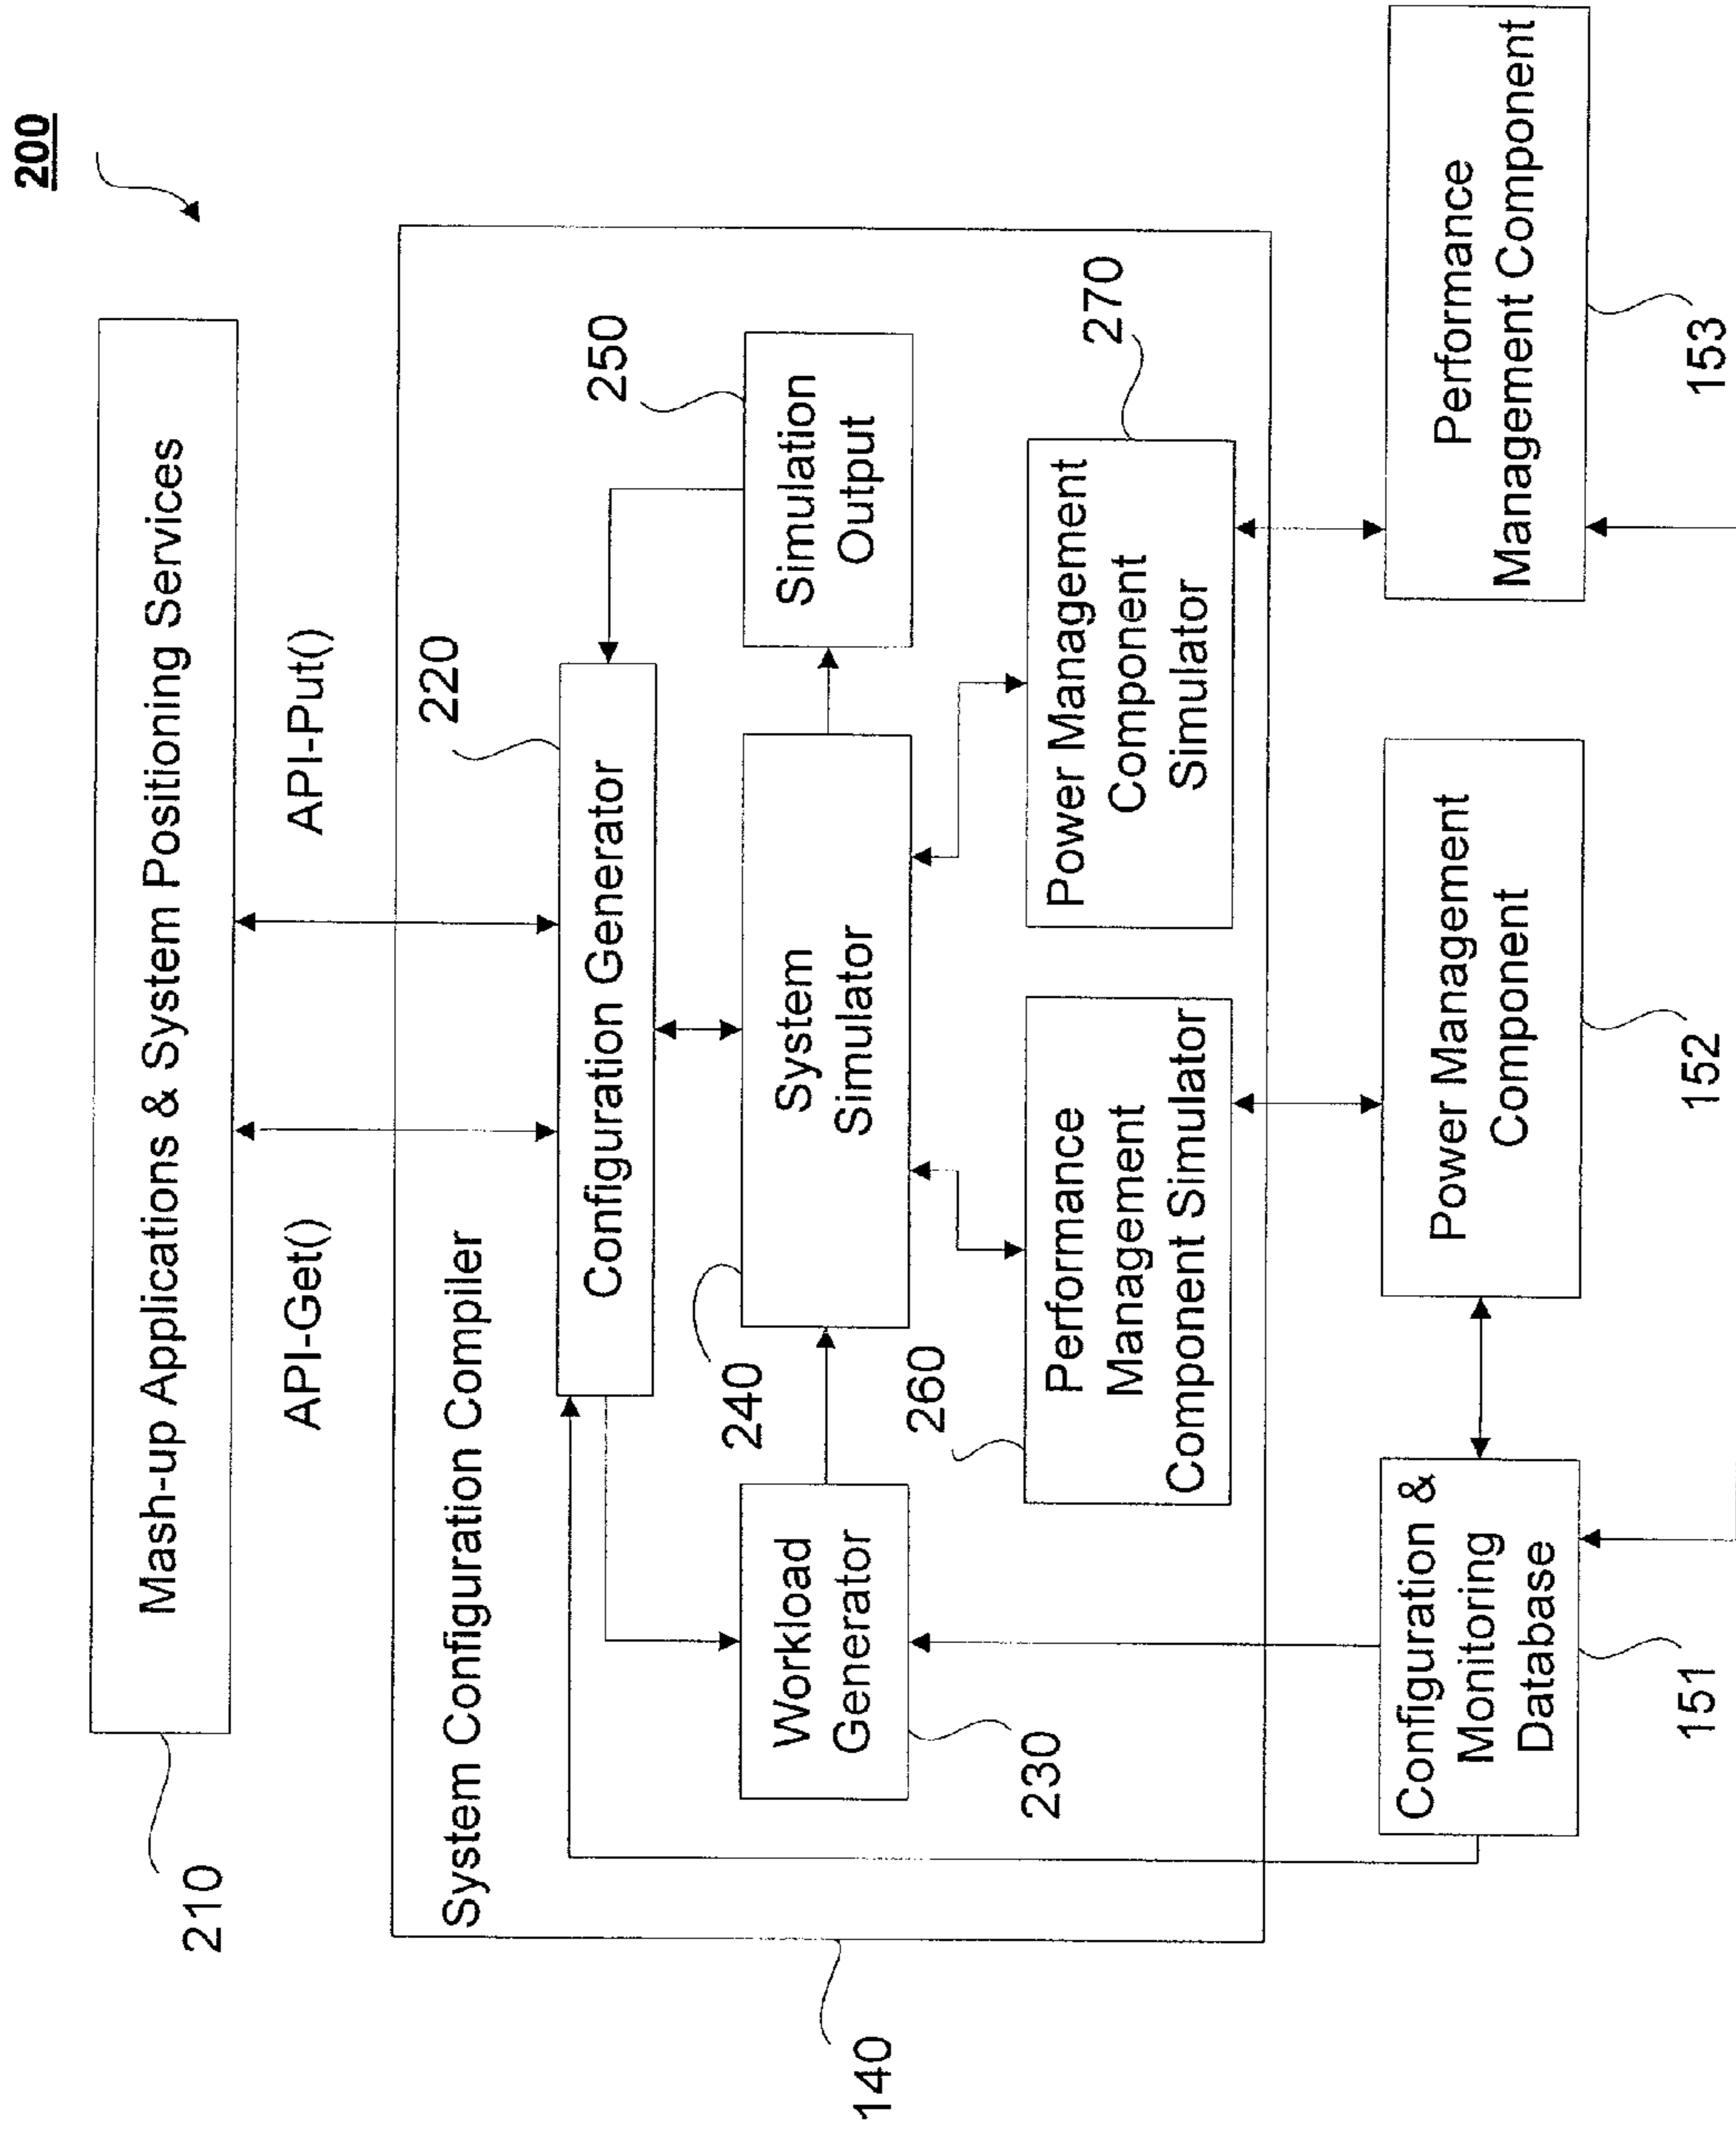 200
Mash-up Applications & System Positioning Services
210
API-Get()
API-Put()
System Configuration Compiler
220
Configuration Generator
240
250
Workload
Generator
System
Simulator
Simulation
Output
230
260
270
Performance
Management
Component Simulator
Power Management
Component
Simulator
140
Configuration &
Monitoring
Database
Power Management
Component
Performance
Management Component
151
152
153